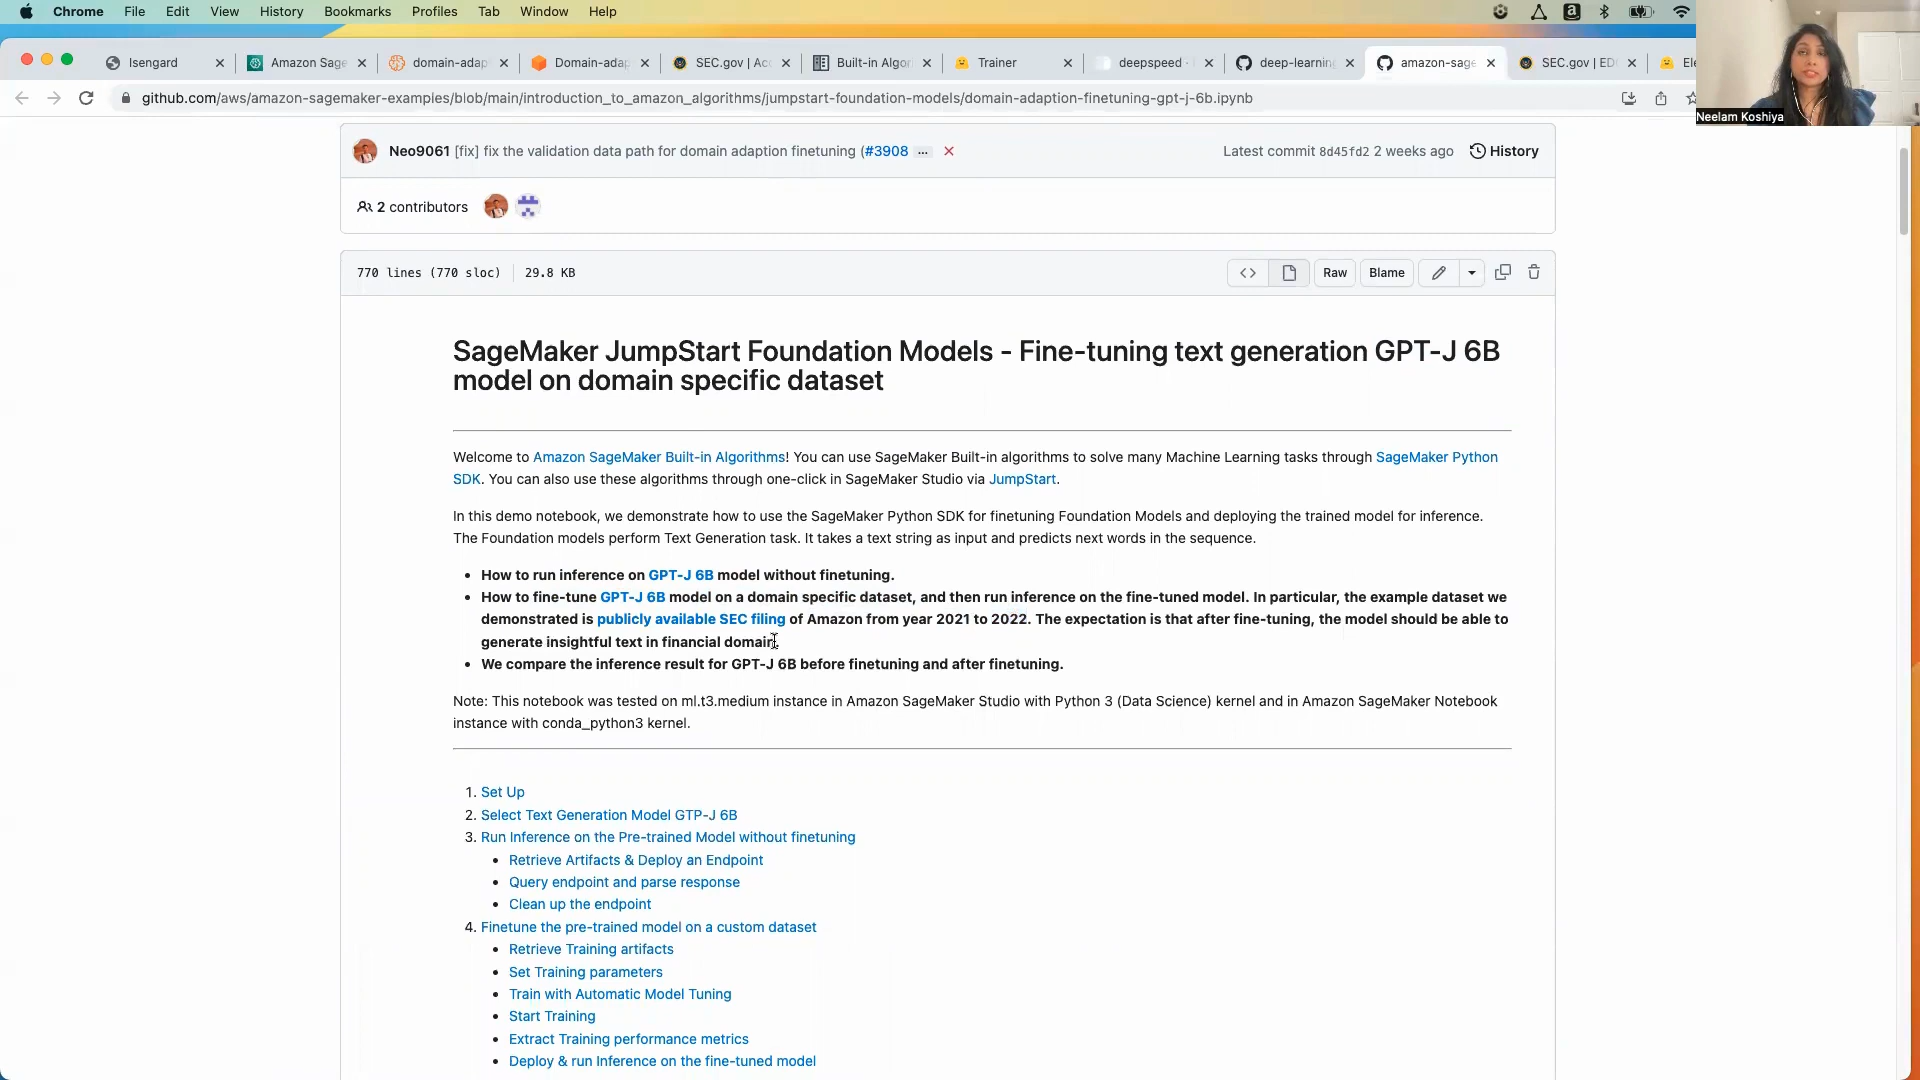 Chrome File Edit View History Bookmarks Profiles Tab Window Help
Isengard Amazon Sage domain-adap Domain-adap SEC.gov | Acc Built-in Algor Trainer deepspeed · deep-learning amazon-sage SEC.gov | ED Ele
github.com/aws/amazon-sagemaker-examples/blob/main/introduction_to_amazon_algorithms/jumpstart-foundation-models/domain-adaption-finetuning-gpt-j-6b.ipynb
Neelam Koshiya
Neo9061 [fix] fix the validation data path for domain adaption finetuning (#3908 ... Latest commit 8d45fd2 2 weeks ago History
2 contributors
770 lines (770 sloc) 29.8 KB Raw Blame
SageMaker JumpStart Foundation Models - Fine-tuning text generation GPT-J 6B
model on domain specific dataset
Welcome to Amazon SageMaker Built-in Algorithms! You can use SageMaker Built-in algorithms to solve many Machine Learning tasks through SageMaker Python
SDK. You can also use these algorithms through one-click in SageMaker Studio via JumpStart.
In this demo notebook, we demonstrate how to use the SageMaker Python SDK for finetuning Foundation Models and deploying the trained model for inference.
The Foundation models perform Text Generation task. It takes a text string as input and predicts next words in the sequence.
• How to run inference on GPT-J 6B model without finetuning.
• How to fine-tune GPT-J 6B model on a domain specific dataset, and then run inference on the fine-tuned model. In particular, the example dataset we
demonstrated is publicly available SEC filing of Amazon from year 2021 to 2022. The expectation is that after fine-tuning, the model should be able to
generate insightful text in financial domain.
• We compare the inference result for GPT-J 6B before finetuning and after finetuning.
Note: This notebook was tested on ml.t3.medium instance in Amazon SageMaker Studio with Python 3 (Data Science) kernel and in Amazon SageMaker Notebook
instance with conda_python3 kernel.
1. Set Up
2. Select Text Generation Model GTP-J 6B
3. Run Inference on the Pre-trained Model without finetuning
• Retrieve Artifacts & Deploy an Endpoint
• Query endpoint and parse response
• Clean up the endpoint
4. Finetune the pre-trained model on a custom dataset
• Retrieve Training artifacts
• Set Training parameters
• Train with Automatic Model Tuning
• Start Training
• Extract Training performance metrics
• Deploy & run Inference on the fine-tuned model